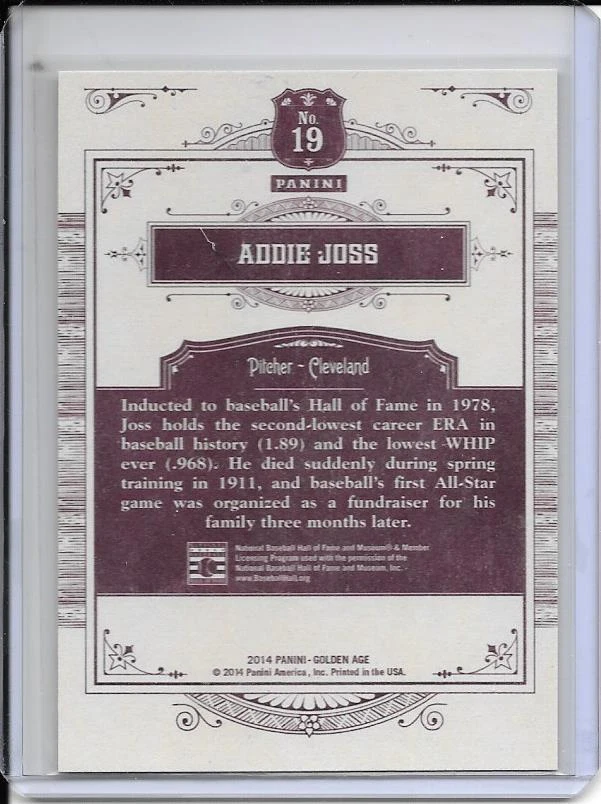 No.
19
PANINI
ADDIE JOSS
Pitcher ~ Cleveland
Inducted to baseball's Hall of Fame in 1978,
Joss holds the second-lowest career ERA in
baseball history (1.89) and the lowest WHIP
ever (.968). He died suddenly during spring
training in 1911, and baseball's first All-Star
game was organized as a fundraiser for his
family three months later.
National Baseball Hall of Fame and Museum® & Member
Licensing Program used with the permission of the
National Baseball Hall of Fame and Museum, Inc.
www.BaseballHall.org
2014 PANINI - GOLDEN AGE
© 2014 Panini America, Inc. Printed in the USA.